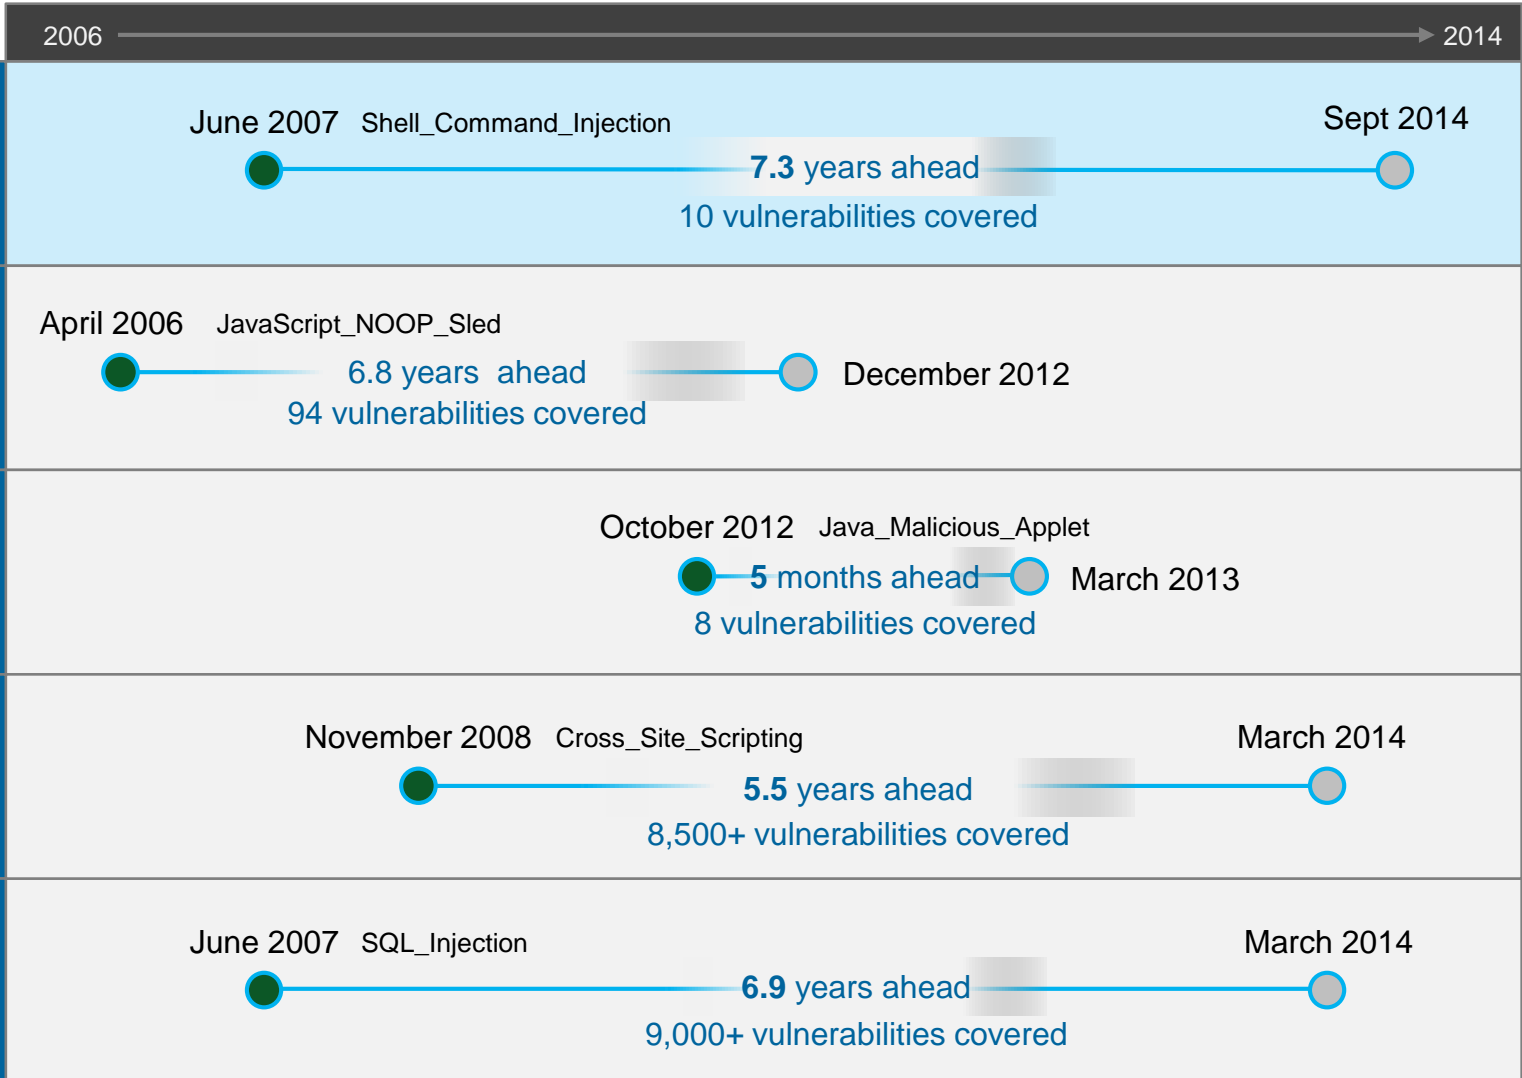 2006 2014
June 2007 Shell_Command_Injection Sept 2014
7.3 years ahead
10 vulnerabilities covered
April 2006 JavaScript_NOOP_Sled
6.8 years ahead December 2012
94 vulnerabilities covered
October 2012 Java_Malicious_Applet
5 months ahead March 2013
8 vulnerabilities covered
November 2008 Cross_Site_Scripting March 2014
5.5 years ahead
8,500+ vulnerabilities covered
June 2007 SQL_Injection March 2014
6.9 years ahead
9,000+ vulnerabilities covered